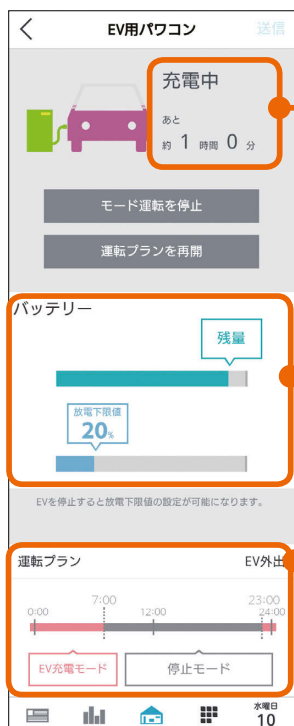 EV用パワコン 送信
充電中
あと
約 1 時間 0 分
モード運転を停止
運転プランを再開
バッテリー
残量
放電下限値
20%
EVを停止すると放電下限値の設定が可能になります。
運転プラン EV外出
7:00 23:00
0:00 12:00 24:00
EV充電モード 停止モード
水曜日
10